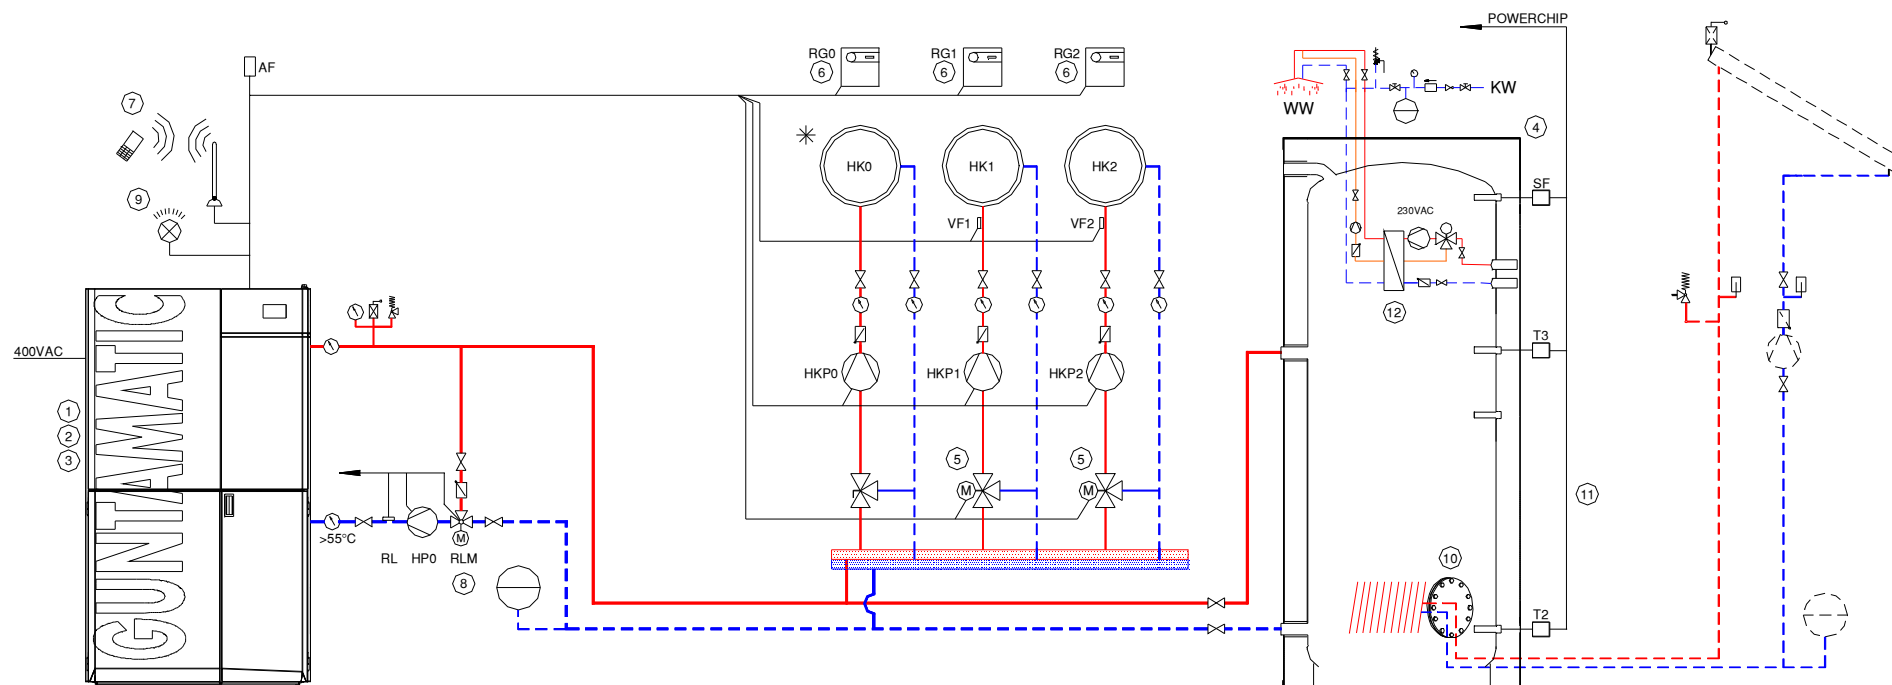 POWERCHIP
AF
RG0
6
RG1
6
RG2
6
7
WW
KW
4
HK0
HK1
HK2
9
SF
VF1
VF2
230VAC
12
400VAC
GUNTAMATIC
T3
HKP0
HKP1
HKP2
1
2
3
5
5
M
M
11
>55°C
RL
HP0
RLM
M
8
10
T2